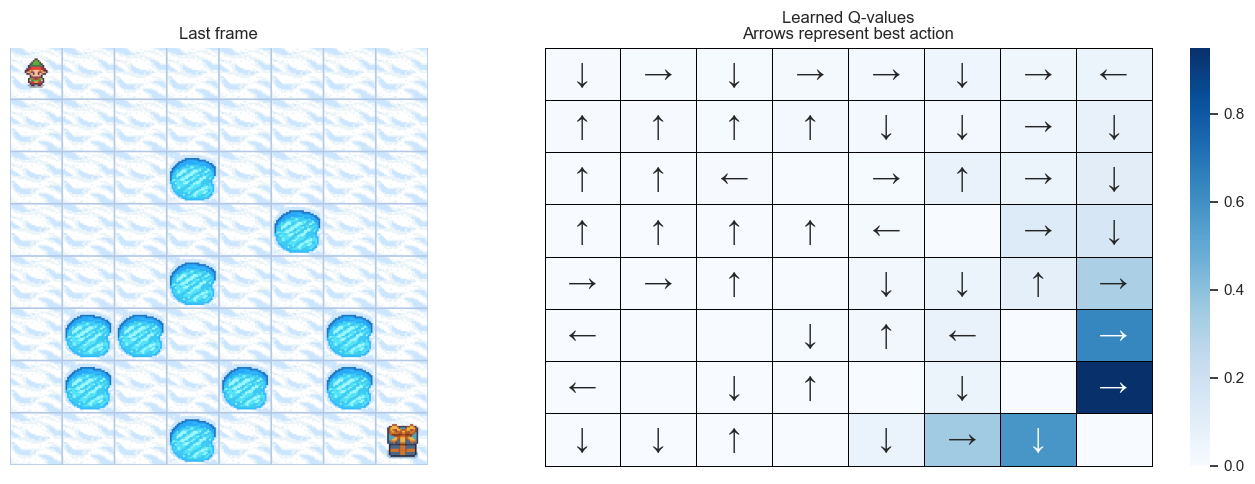 Last frame
Learned Q-values
Arrows represent best action
↓ → ↓ → → ↓ → ←
↑ ↑ ↑ ↑ ↓ ↓ → ↓
↑ ↑ ← → ↑ → ↓
↑ ↑ ↑ ↑ ← → ↓
→ → ↑ ↓ ↓ ↑ →
← ↓ ↑ ← →
← ↓ ↑ ↓ →
↓ ↓ ↑ ↓ → ↓
0.8
0.6
0.4
0.2
0.0